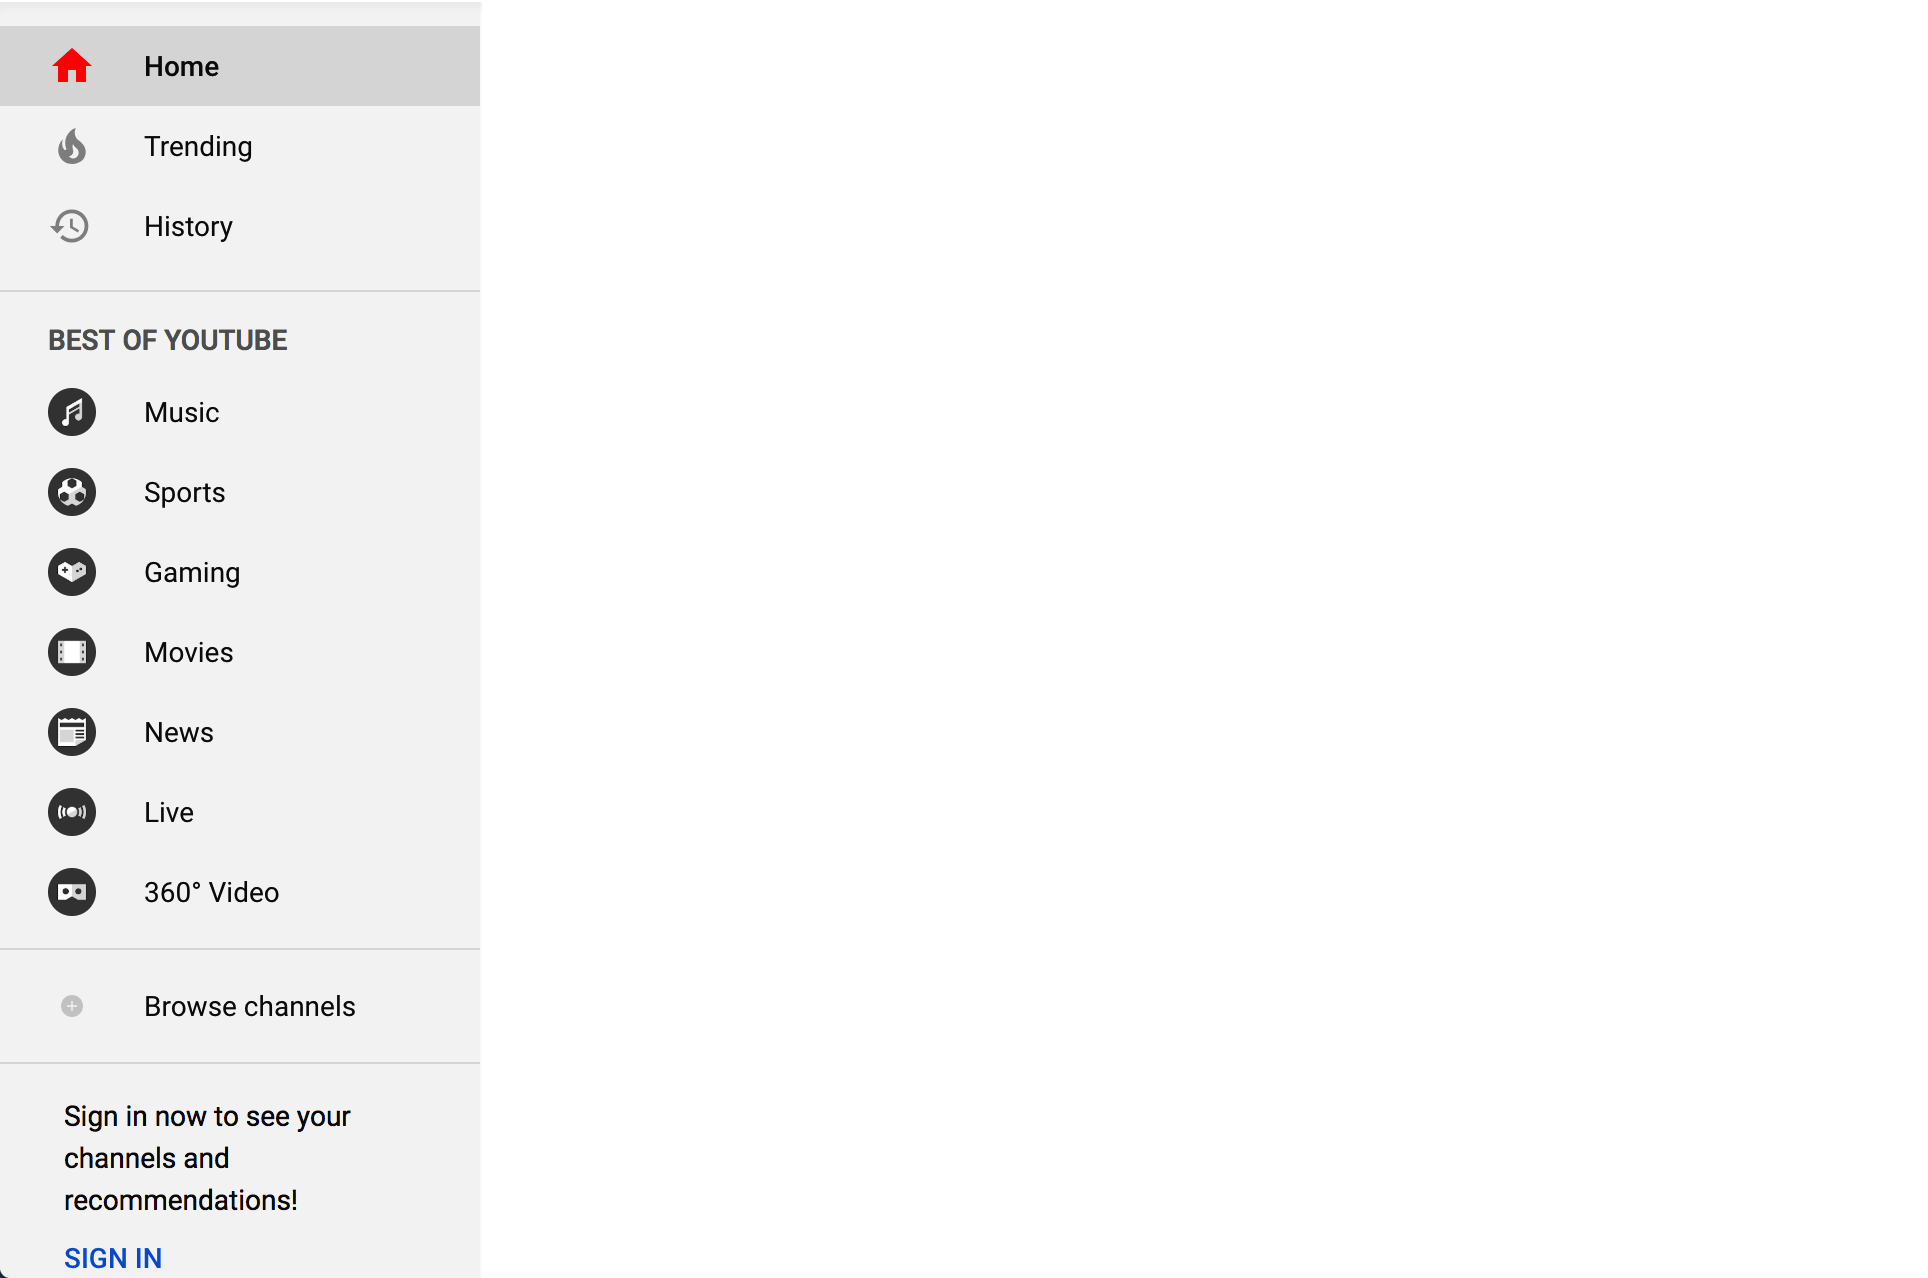 Home
Trending
History
BEST OF YOUTUBE
Music
Sports
Gaming
Movies
News
Live
360° Video
Browse channels
Sign in now to see your
channels and
recommendations!
SIGN IN